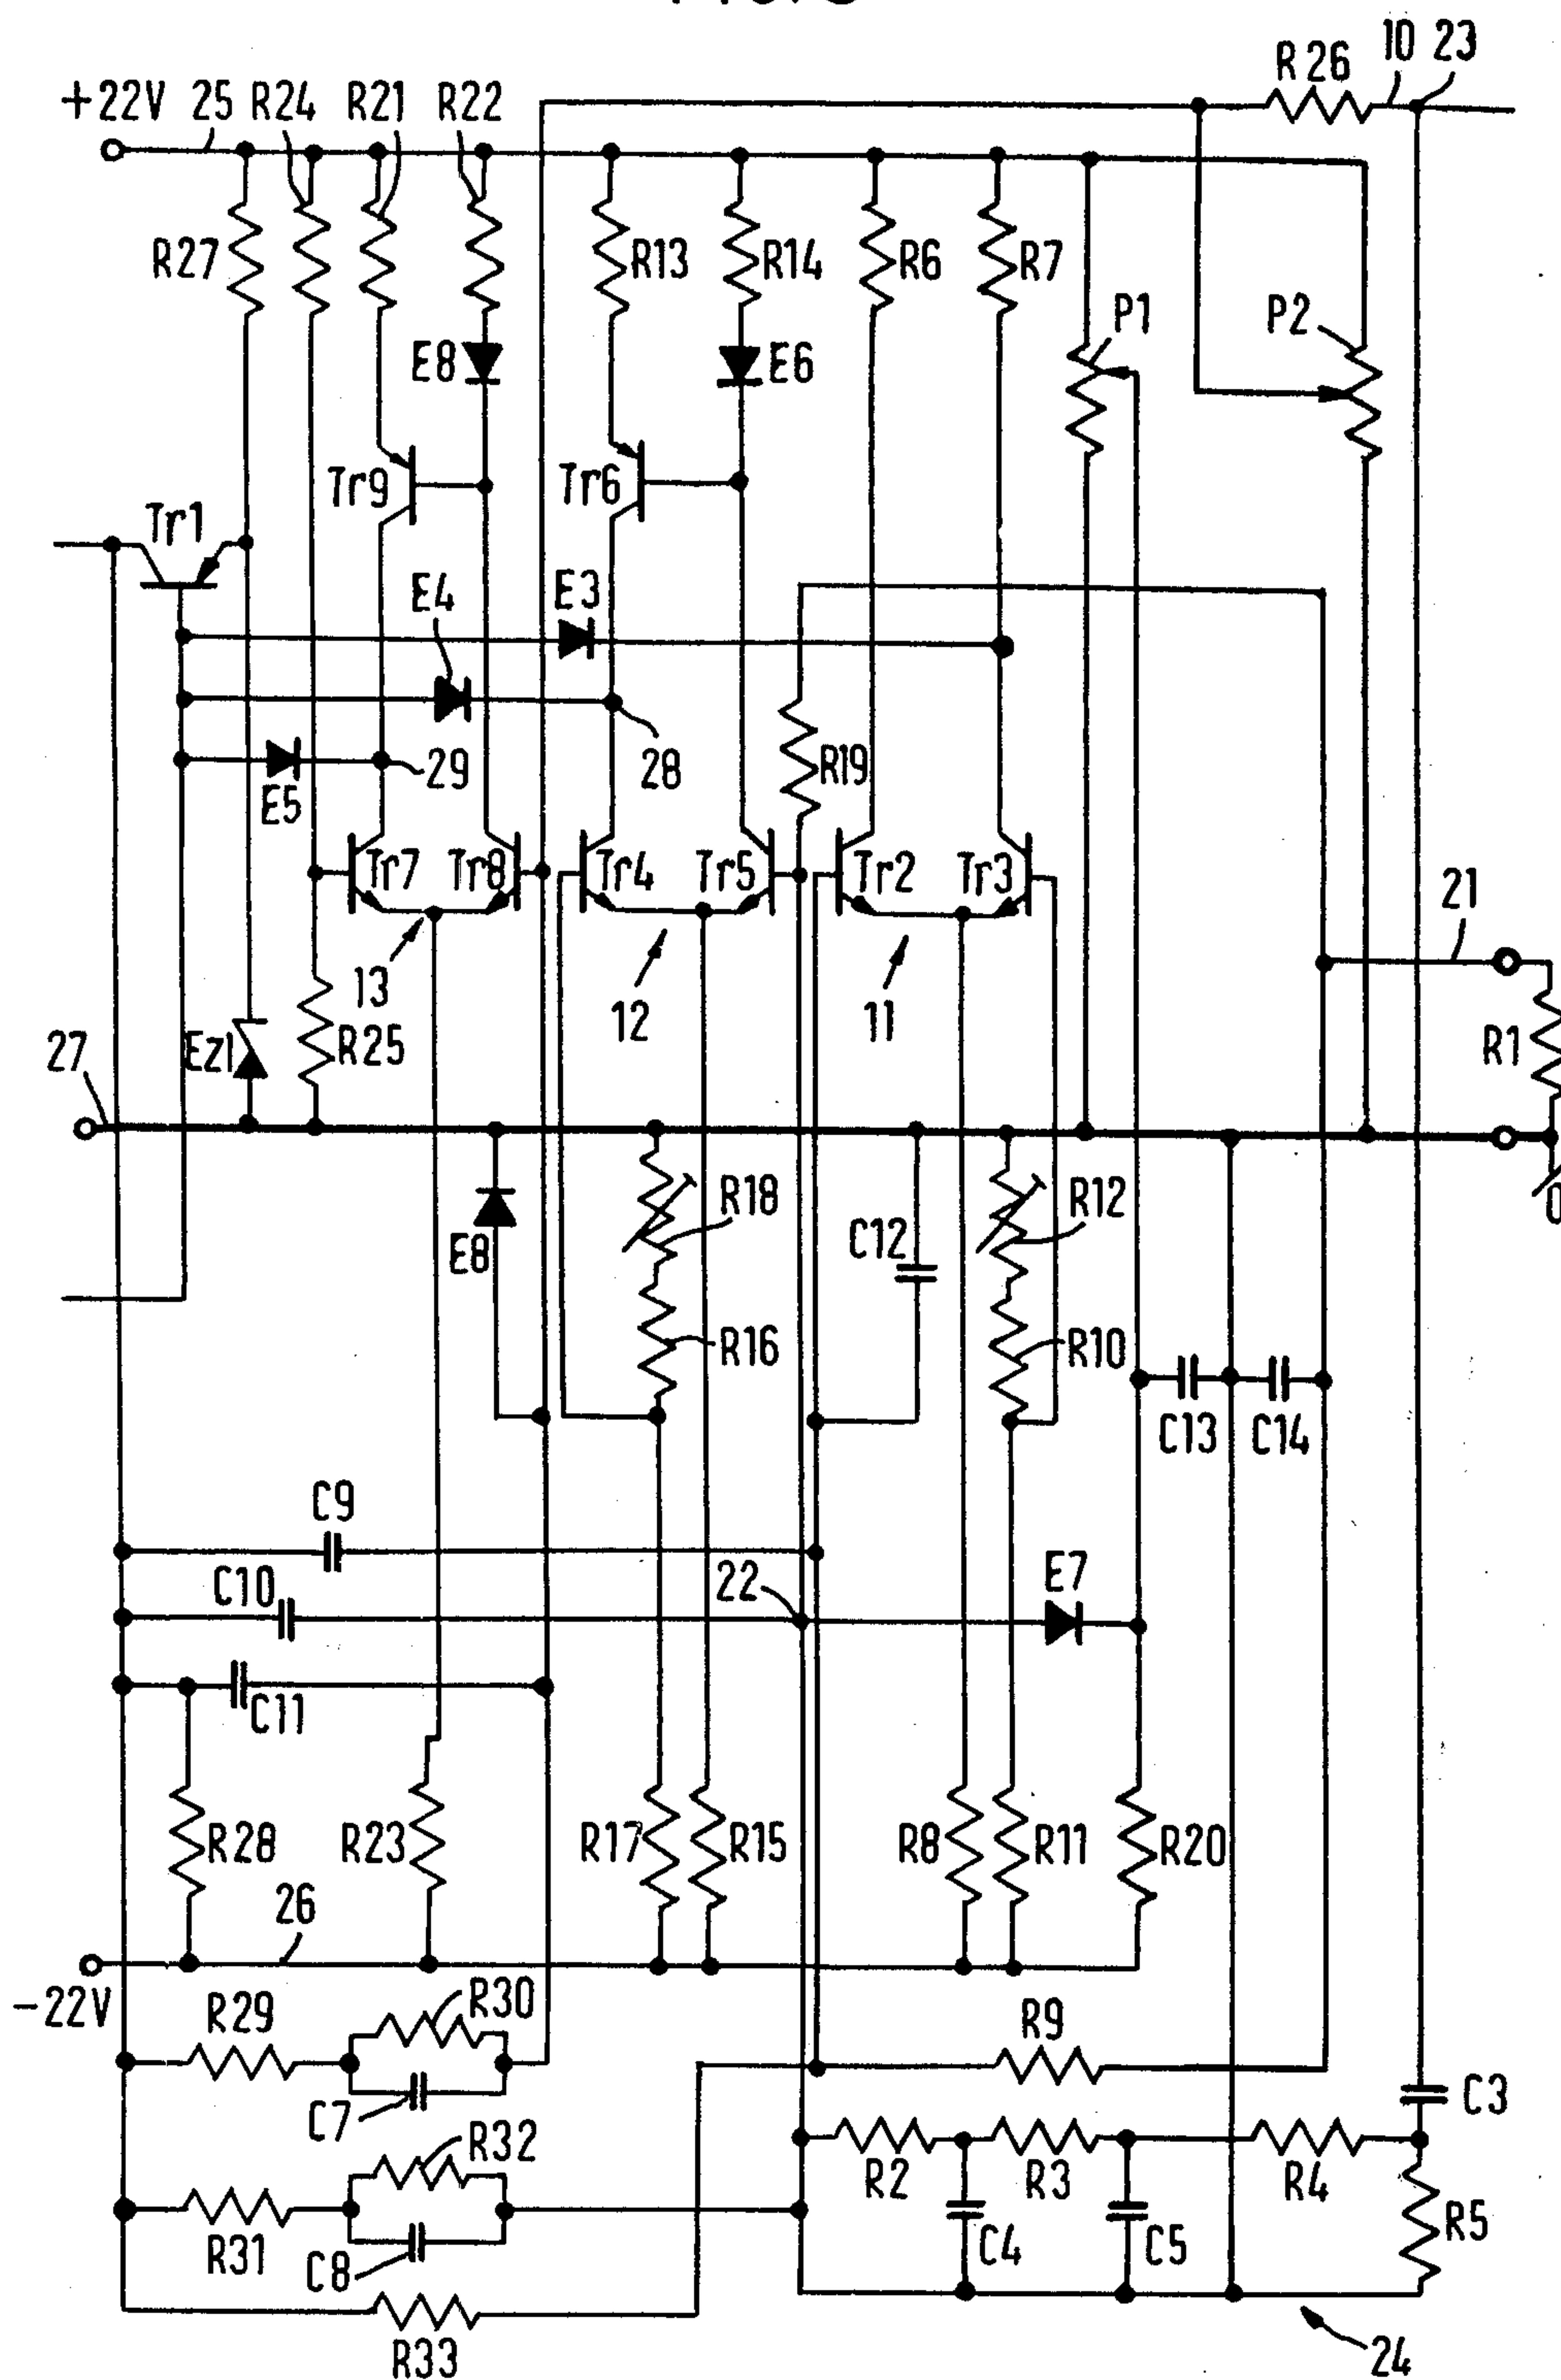 R26 10 23
+22V 25 R24 R21 R22
R27 R13 R14 R6 R7
P1 P2
E8 E6
Tr9 Tr6
Tr1
E4 E3
R19
29 28
E5
Tr7 Tr8 Tr4 Tr5 Tr2 Tr3
21
13 12 11
27 Ez1 R25 R1
R18 R12
0
E8 C12
R16 R10
C13 C14
C9
C10 22 E7
C11
R28 R23 R17 R15 R8 R11 R20
26
-22V
R29 R30 R9
C3
C7 R32
R2 R3 R4
R31 C8 C4 C5 R5
R33 24